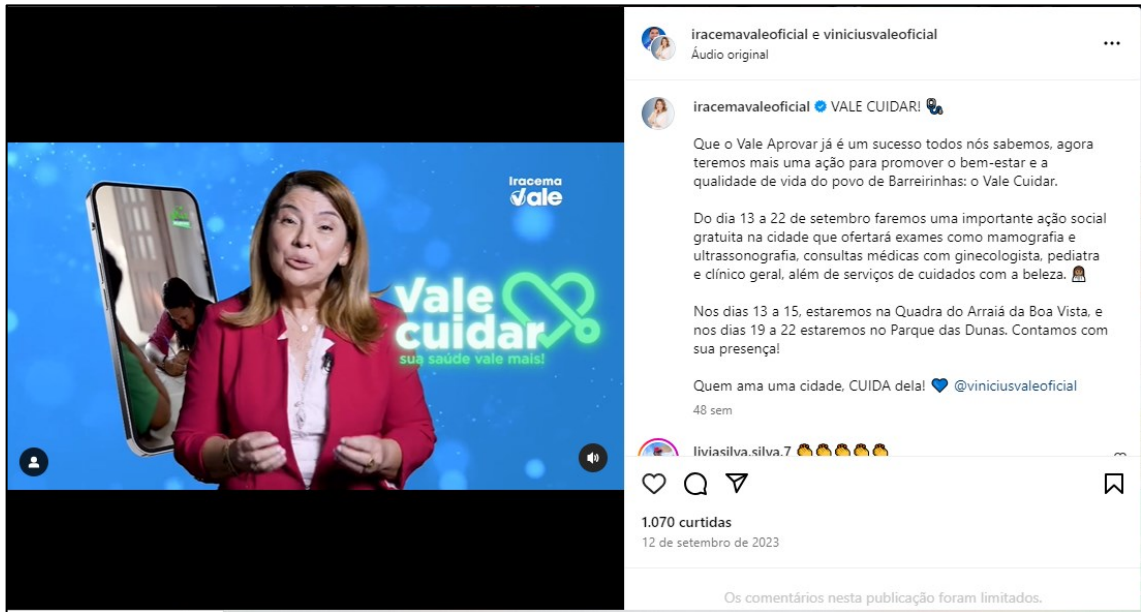 iracemavaleoficial e viniciusvaleoficial
Áudio original
iracemavaleoficial VALE CUIDAR!
Que o Vale Aprovar já é um sucesso todos nós sabemos, agora
teremos mais uma ação para promover o bem-estar e a
qualidade de vida do povo de Barreirinhas: o Vale Cuidar.
Do dia 13 a 22 de setembro faremos uma importante ação social
gratuita na cidade que ofertará exames como mamografia e
ultrassonografia, consultas médicas com ginecologista, pediatra
e clínico geral, além de serviços de cuidados com a beleza.
Nos dias 13 a 15, estaremos na Quadra do Arraiá da Boa Vista, e
nos dias 19 a 22 estaremos no Parque das Dunas. Contamos com
sua presença!
Quem ama uma cidade, CUIDA dela! 💙 @viniciusvaleoficial
48 sem
liviasilva.silva.7 👏👏👏👏👏
1.070 curtidas
12 de setembro de 2023
Os comentários nesta publicação foram limitados.
Iracema
Vale
Vale
cuidar
sua saúde vale mais!